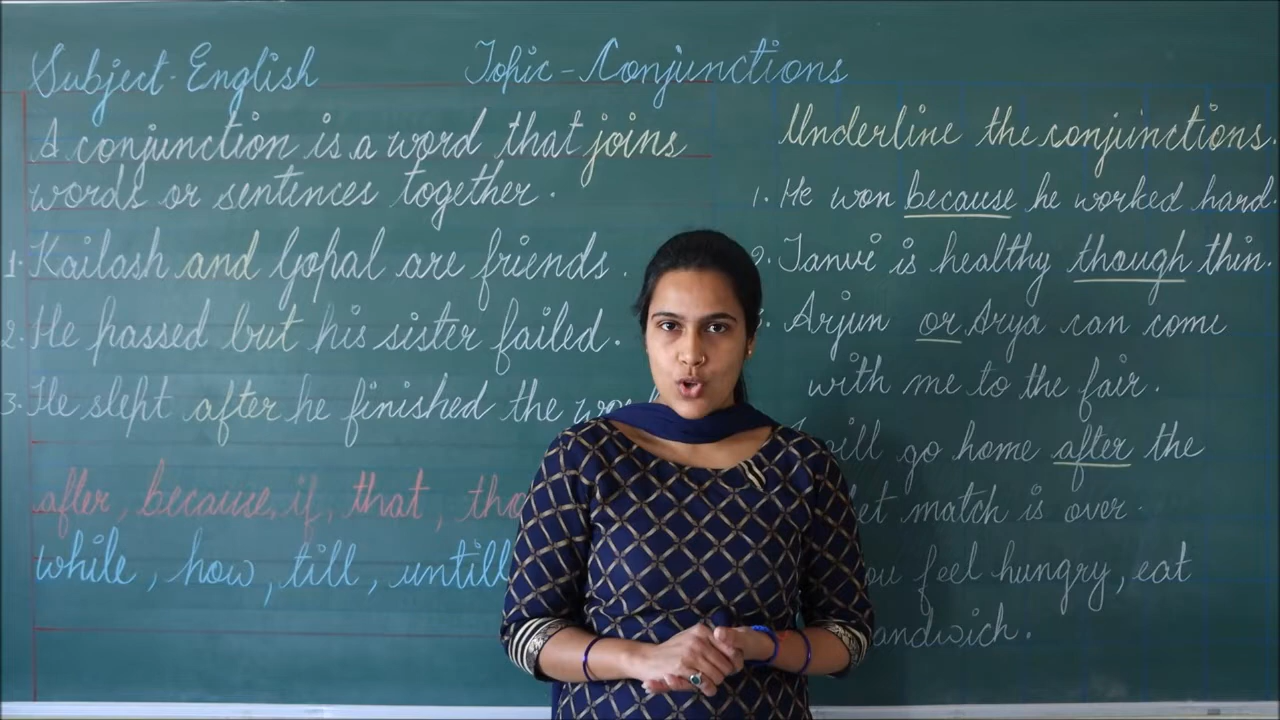 Subject-English
Topic-Conjunctions
A conjunction is a word that joins
words or sentences together.
1. Kailash and Gopal are friends.
2. He passed but his sister failed.
3. He slept after he finished the
after, because, if, that,
while, how, till, untill
Underline the conjunctions.
1. He won because he worked hard.
2. Tanvi is healthy though thin.
Arjun or Arya can come
with me to the fair.
will go home after the
match is over.
feel hungry, eat